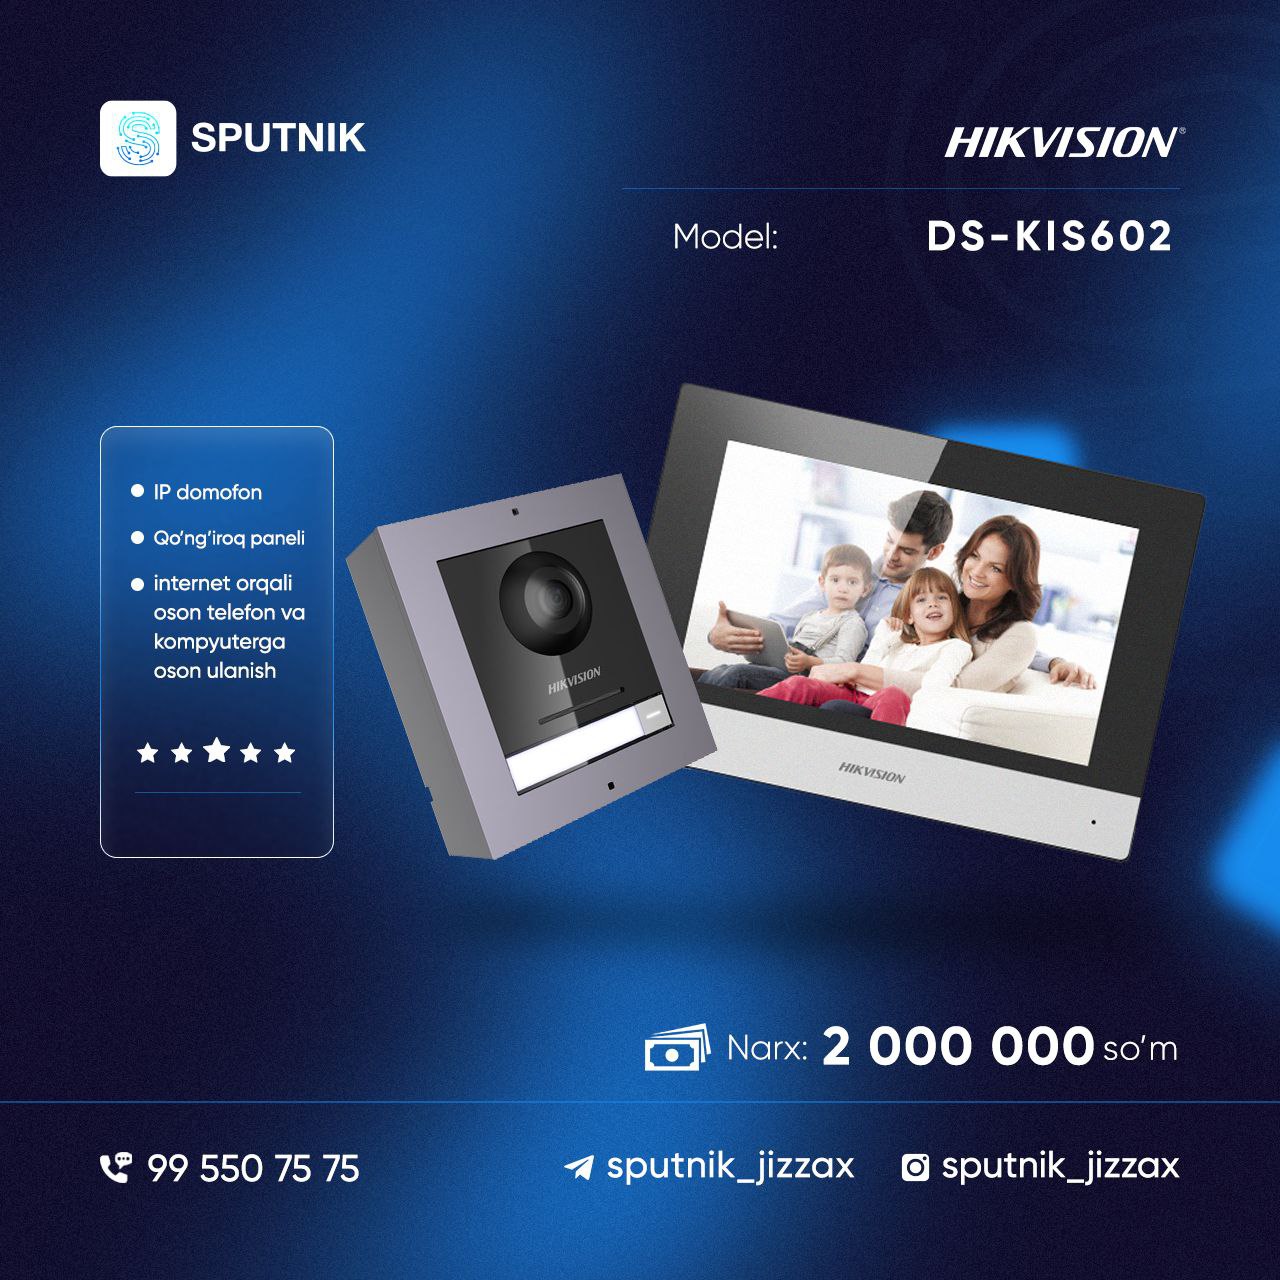 SPUTNIK
HIKVISION®
Model: DS-KIS602
IP domofon
Qo‘ng‘iroq paneli
internet orqali
oson telefon va
kompyuterga
oson ulanish
HIKVISION
HIKVISION
Narx: 2 000 000 so‘m
99 550 75 75
sputnik_jizzax
sputnik_jizzax